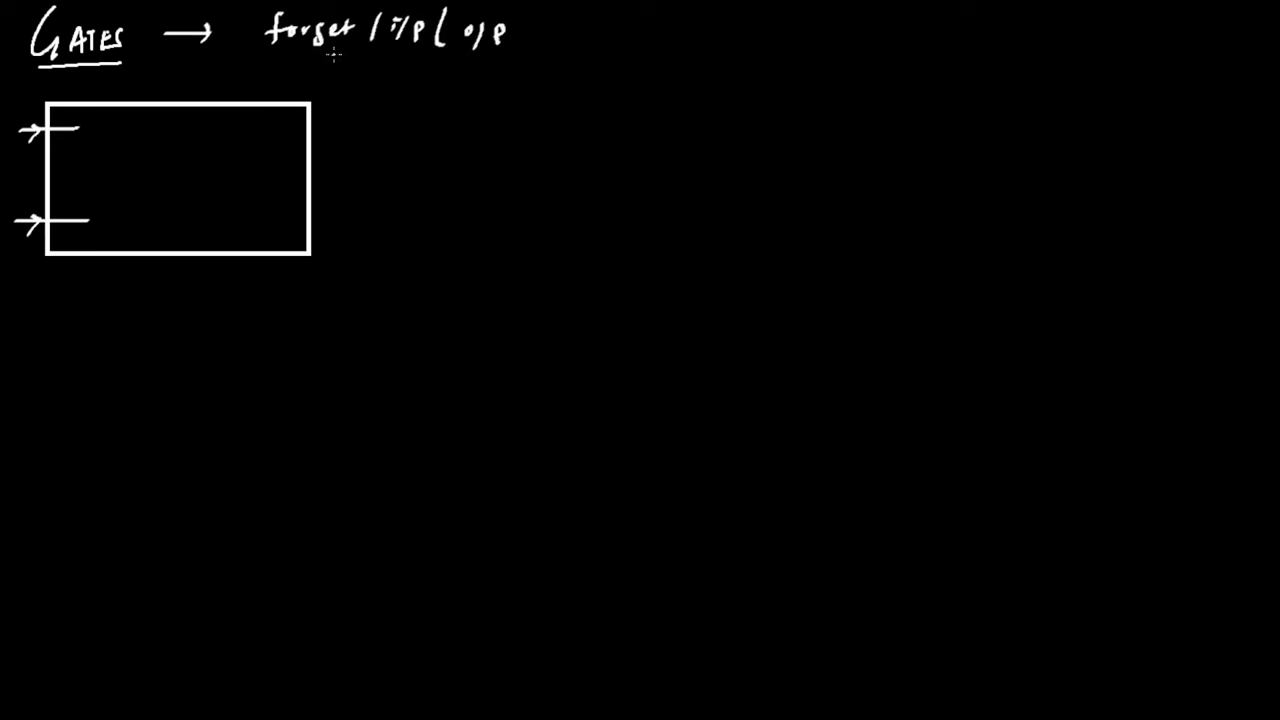 GATES → forget / i/p / o/p